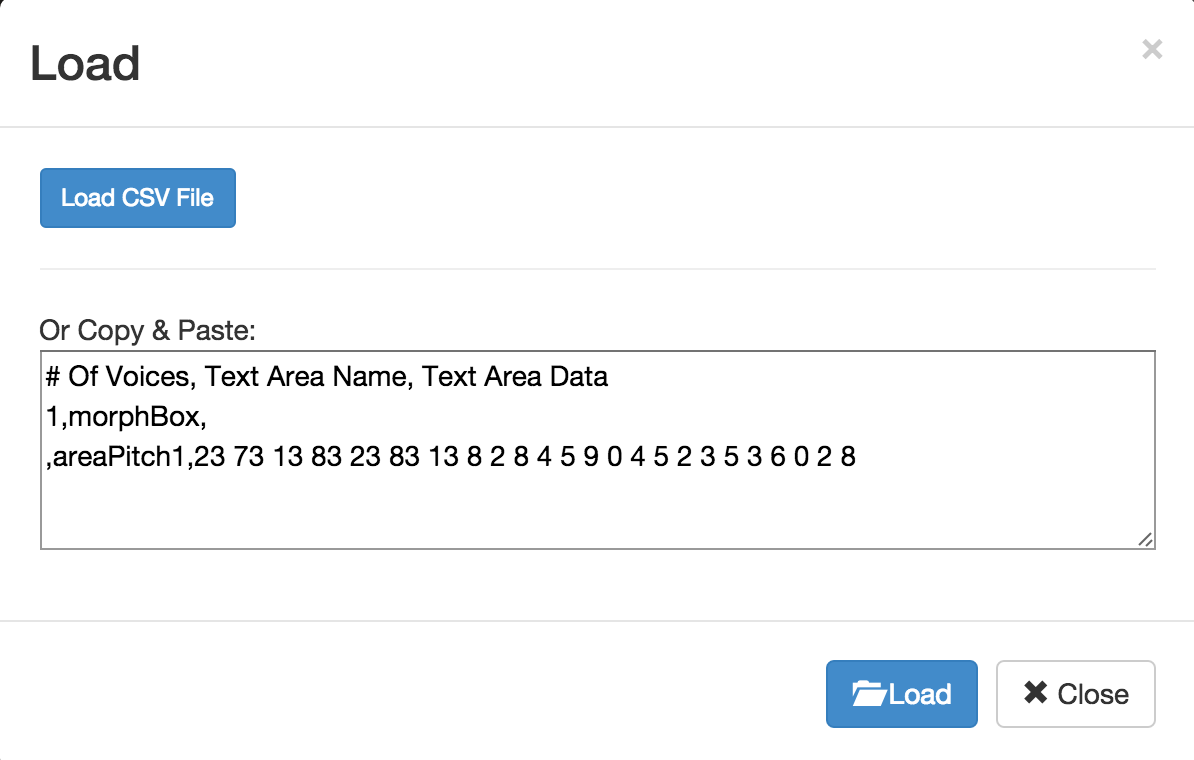 Load
×
Load CSV File
Or Copy & Paste:
# Of Voices, Text Area Name, Text Area Data
1,morphBox,
,areaPitch1,23 73 13 83 23 83 13 8 2 8 4 5 9 0 4 5 2 3 5 3 6 0 2 8
Load
✖ Close